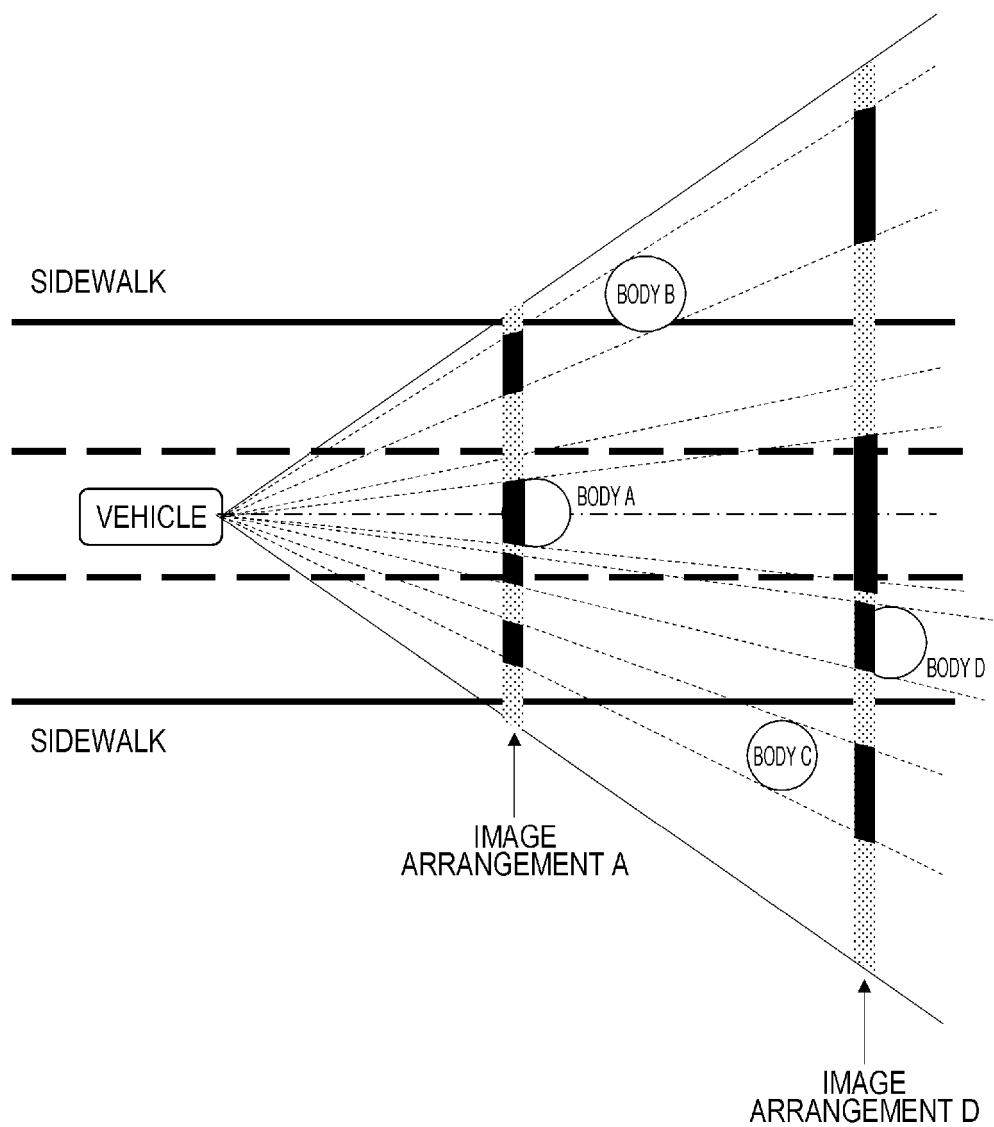 SIDEWALK
BODY B
VEHICLE
BODY A
BODY D
SIDEWALK
BODY C
IMAGE
ARRANGEMENT A
IMAGE
ARRANGEMENT D